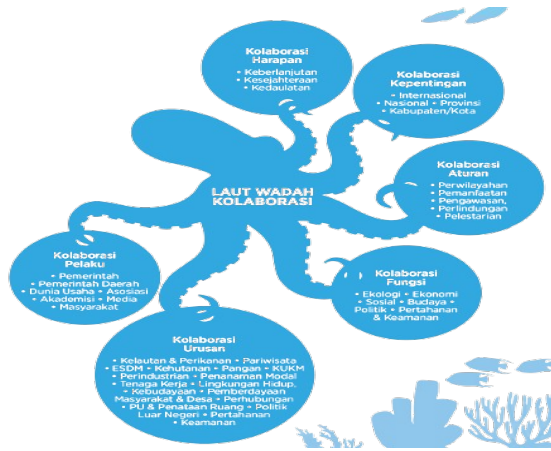 Kolaborasi
Harapan
• Keberlanjutan
• Kesejahteraan
• Kedaulatan
Kolaborasi
Kepentingan
• Internasional
• Nasional • Provinsi
• Kabupaten/Kota
Kolaborasi
Aturan
• Perwilayahan
• Pemanfaatan
• Pengawasan,
Perlindungan
• Pelestarian
LAUT WADAH
KOLABORASI
Kolaborasi
Pelaku
• Pemerintah
• Pemerintah Daerah
• Dunia Usaha • Asosiasi
• Akademisi • Media
• Masyarakat
Kolaborasi
Fungsi
• Ekologi • Ekonomi
• Sosial • Budaya •
Politik • Pertahanan
& Keamanan
Kolaborasi
Urusan
• Kelautan & Perikanan • Pariwisata
• ESDM • Kehutanan • Pangan • KUKM
• Perindustrian • Penanaman Modal
• Tenaga Kerja • Lingkungan Hidup,
• Kebudayaan • Pemberdayaan
Masyarakat & Desa • Perhubungan
• PU & Penataan Ruang • Politik
Luar Negeri • Pertahanan
• Keamanan